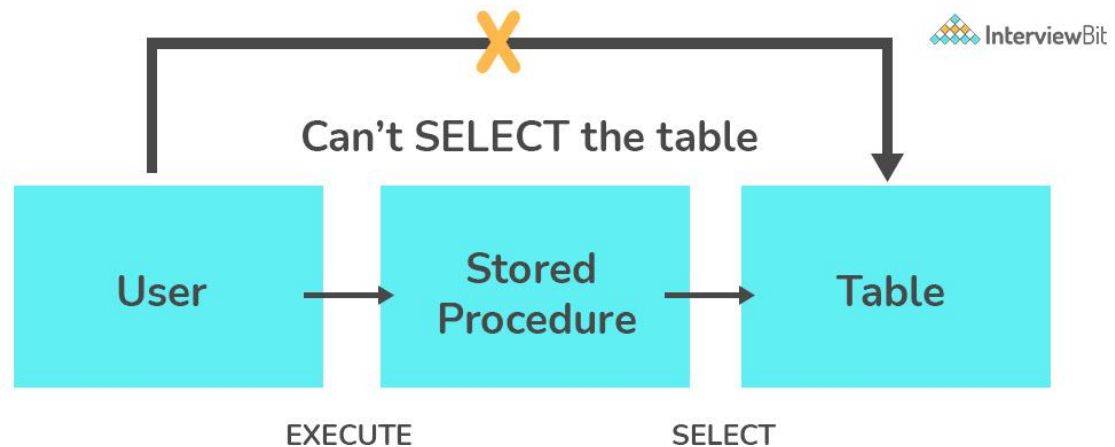 InterviewBit
Can't SELECT the table
User
Stored
Procedure
Table
EXECUTE
SELECT